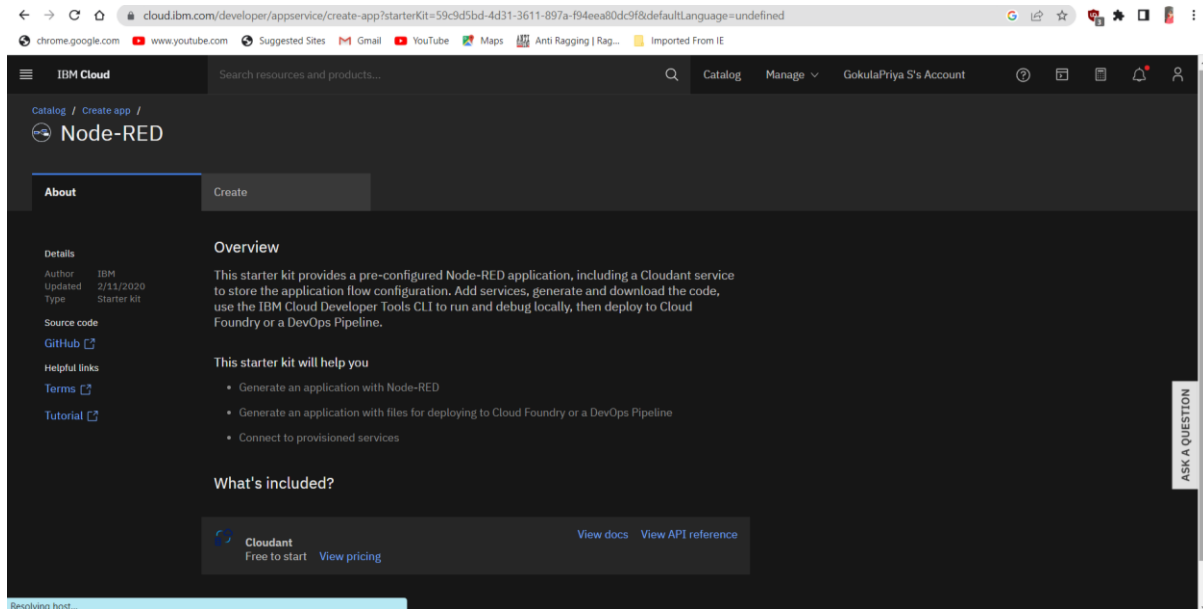 cloud.ibm.com/developer/appservice/create-app?starterKit=59c9d5bd-4d31-3611-897a-f94eea80dc9f&defaultLanguage=undefined
chrome.google.com www.youtube.com Suggested Sites Gmail YouTube Maps Anti Ragging | Rag... Imported From IE
IBM Cloud Search resources and products... Catalog Manage GokulaPriya S's Account
Catalog / Create app /
Node-RED
About Create
Details
Author IBM
Updated 2/11/2020
Type Starter kit
Source code
GitHub
Helpful links
Terms
Tutorial
Overview
This starter kit provides a pre-configured Node-RED application, including a Cloudant service
to store the application flow configuration. Add services, generate and download the code,
use the IBM Cloud Developer Tools CLI to run and debug locally, then deploy to Cloud
Foundry or a DevOps Pipeline.
This starter kit will help you
• Generate an application with Node-RED
• Generate an application with files for deploying to Cloud Foundry or a DevOps Pipeline
• Connect to provisioned services
What's included?
Cloudant View docs View API reference
Free to start View pricing
ASK A QUESTION
Resolving host...